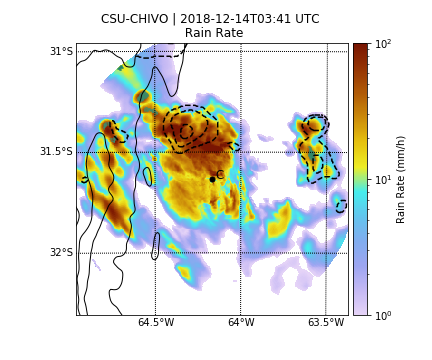 CSU-CHIVO | 2018-12-14T03:41 UTC
Rain Rate
31°S
31.5°S
32°S
64.5°W
64°W
63.5°W
C
10²
10¹
10⁰
Rain Rate (mm/h)